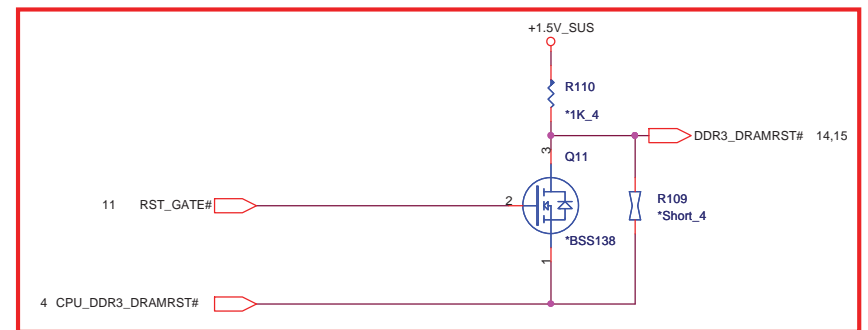 +1.5V_SUS
R110
*1K_4
DDR3_DRAMRST# 14,15
3
Q11
11 RST_GATE#
2
R109
*Short_4
*BSS138
1
4 CPU_DDR3_DRAMRST#